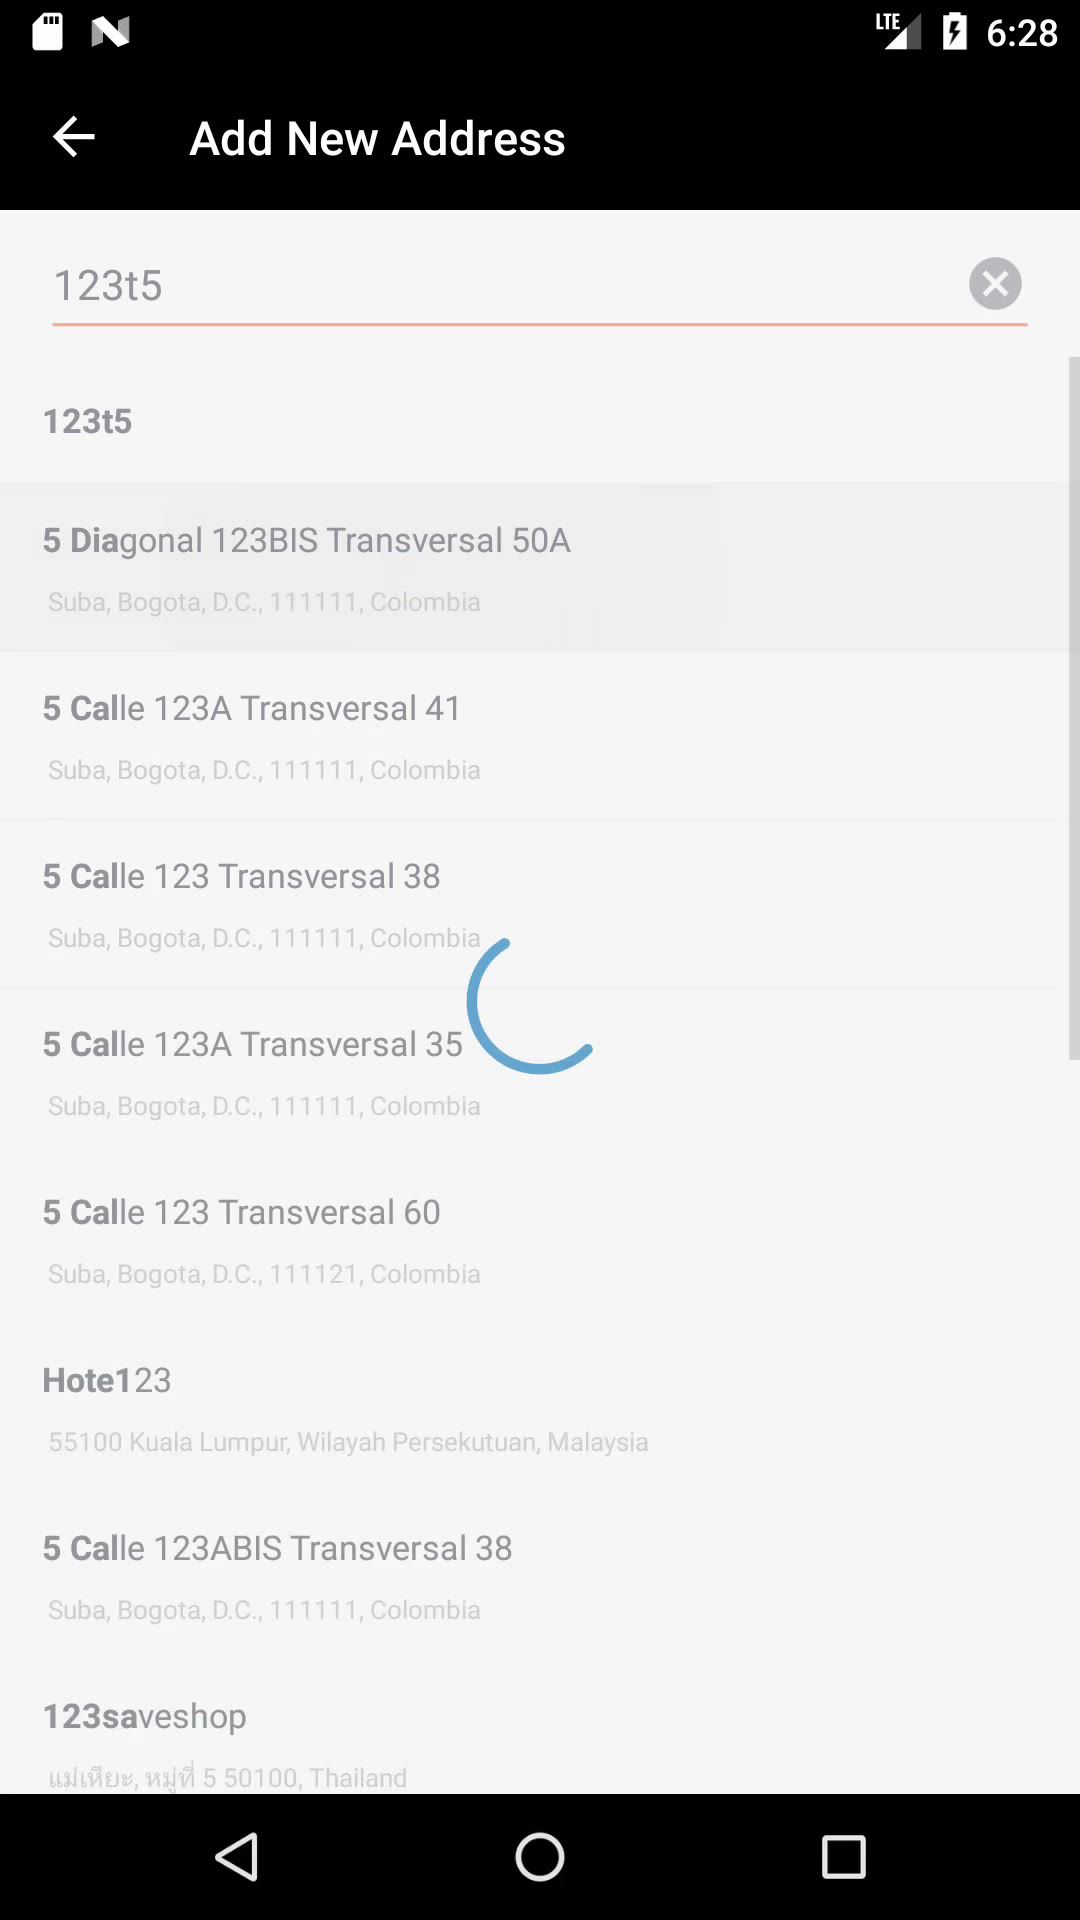 LTE 6:28
Add New Address
123t5
123t5
5 Diagonal 123BIS Transversal 50A
Suba, Bogota, D.C., 111111, Colombia
5 Calle 123A Transversal 41
Suba, Bogota, D.C., 111111, Colombia
5 Calle 123 Transversal 38
Suba, Bogota, D.C., 111111, Colombia
5 Calle 123A Transversal 35
Suba, Bogota, D.C., 111111, Colombia
5 Calle 123 Transversal 60
Suba, Bogota, D.C., 111121, Colombia
Hote123
55100 Kuala Lumpur, Wilayah Persekutuan, Malaysia
5 Calle 123ABIS Transversal 38
Suba, Bogota, D.C., 111111, Colombia
123saveshop
แม่เหียะ, หมู่ที่ 5 50100, Thailand